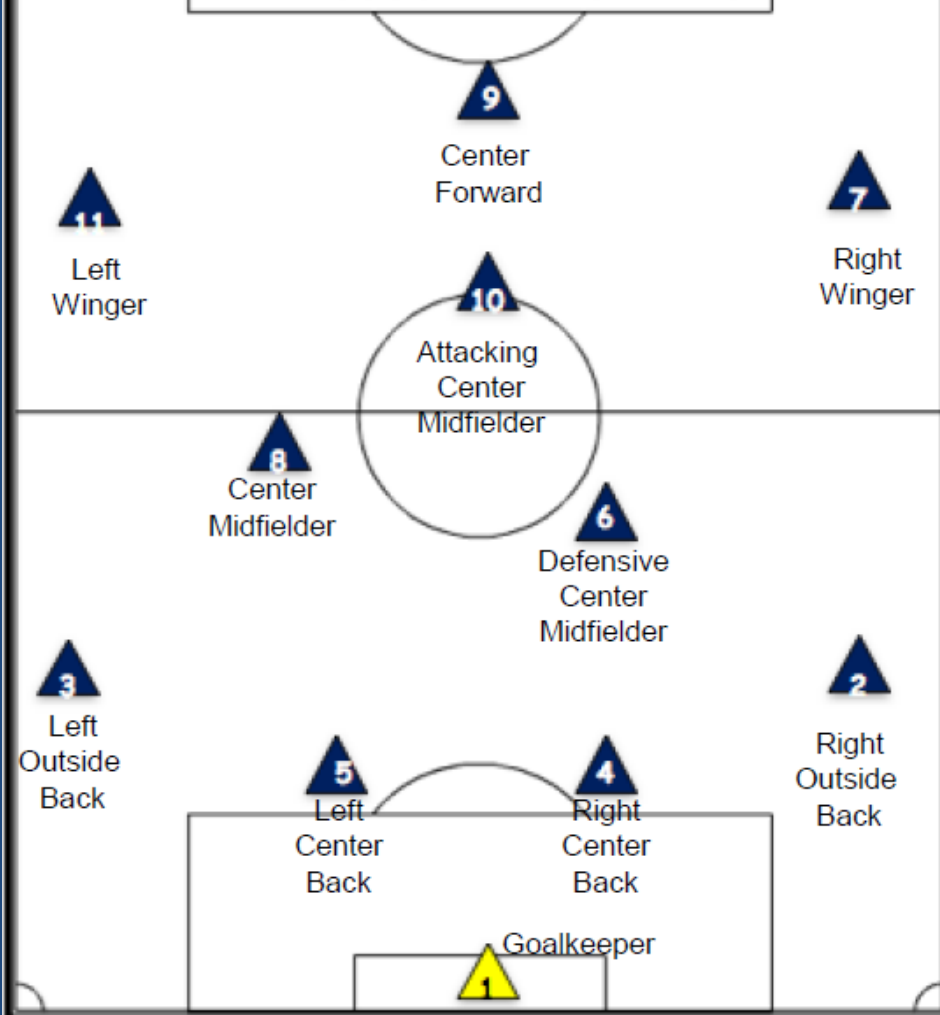 9
Center
Forward
11
Left
Winger
7
Right
Winger
10
Attacking
Center
Midfielder
8
Center
Midfielder
6
Defensive
Center
Midfielder
3
Left
Outside
Back
2
Right
Outside
Back
5
Left
Center
Back
4
Right
Center
Back
Goalkeeper
1